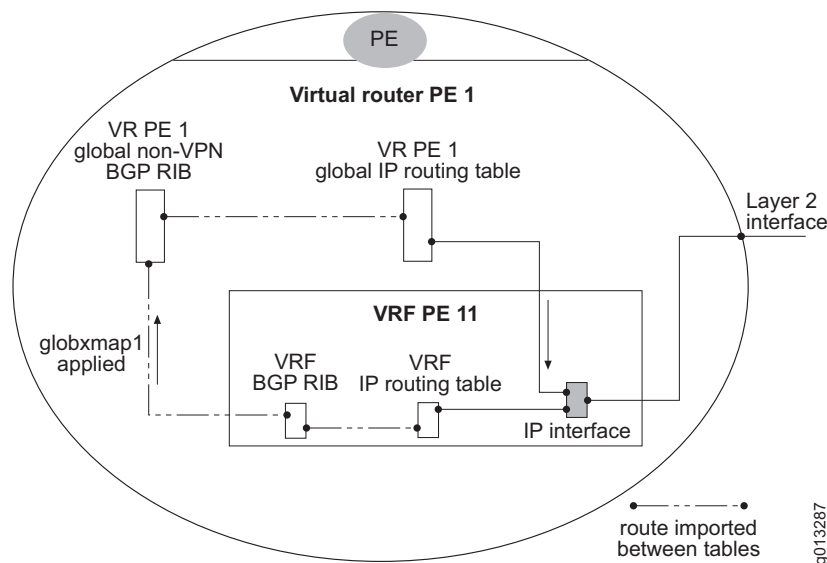 PE
Virtual router PE 1
VR PE 1
global non-VPN
BGP RIB
VR PE 1
global IP routing table
Layer 2
interface
VRF PE 11
globxmap1
applied
VRF
BGP RIB
VRF
IP routing table
IP interface
route imported
between tables
g013287